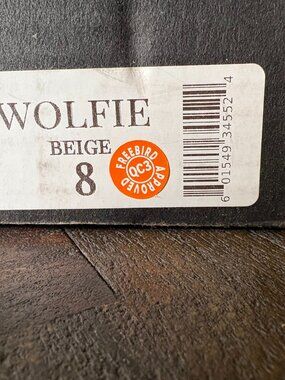 WOLFIE
BEIGE
8
FREEBIRD
QC3
APPROVED
6 01549 34552 4